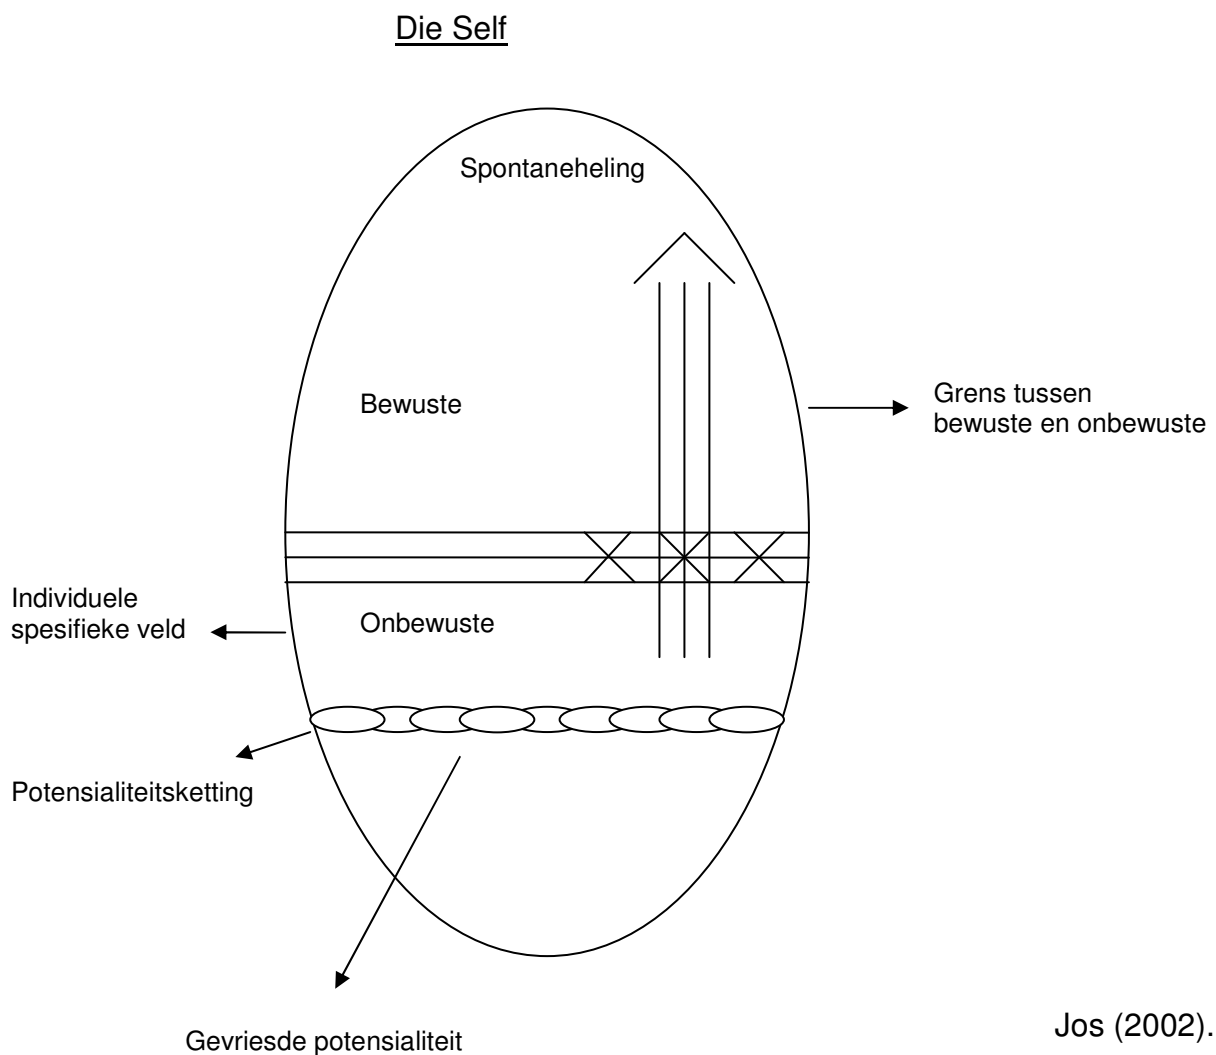 Die Self
Spontaneheling
Bewuste
Grens tussen
bewuste en onbewuste
Individuele
spesifieke veld
Onbewuste
Potensialiteitsketting
Gevriesde potensialiteit
Jos (2002).